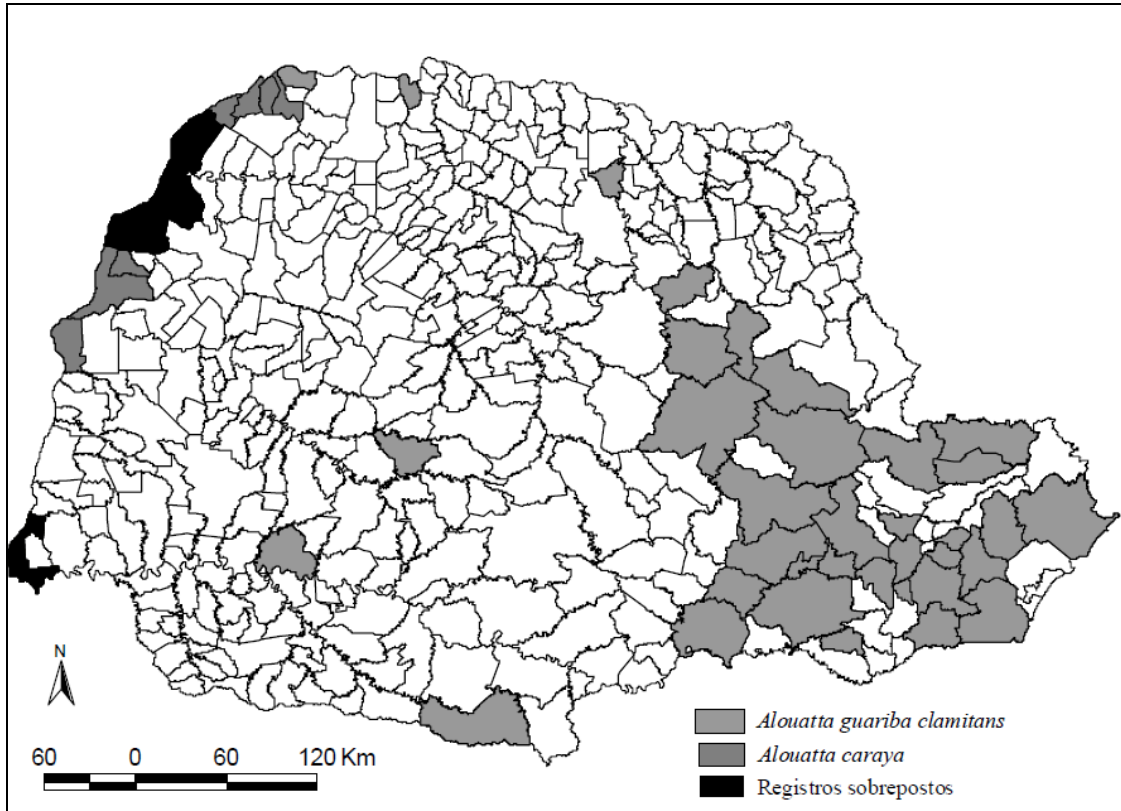 N
60 0 60 120 Km
Alouatta guariba clamitans
Alouatta caraya
Registros sobrepostos